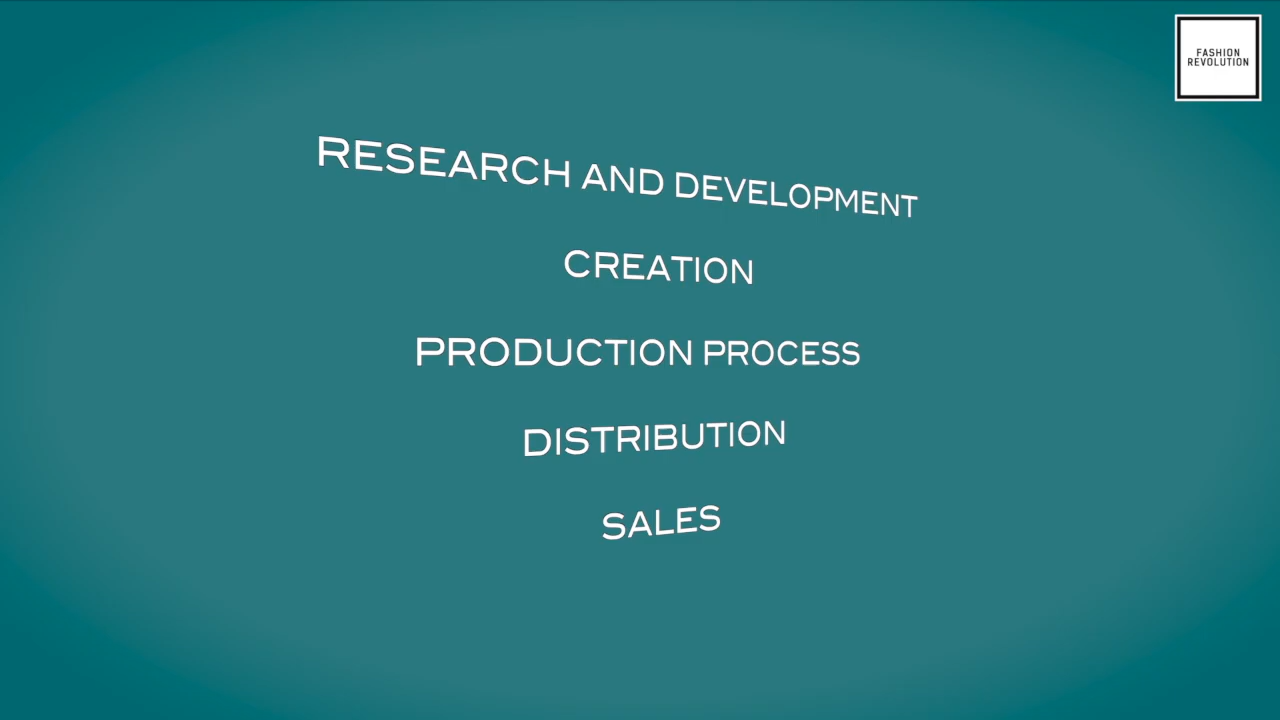 FASHION
REVOLUTION
RESEARCH AND DEVELOPMENT
CREATION
PRODUCTION PROCESS
DISTRIBUTION
SALES